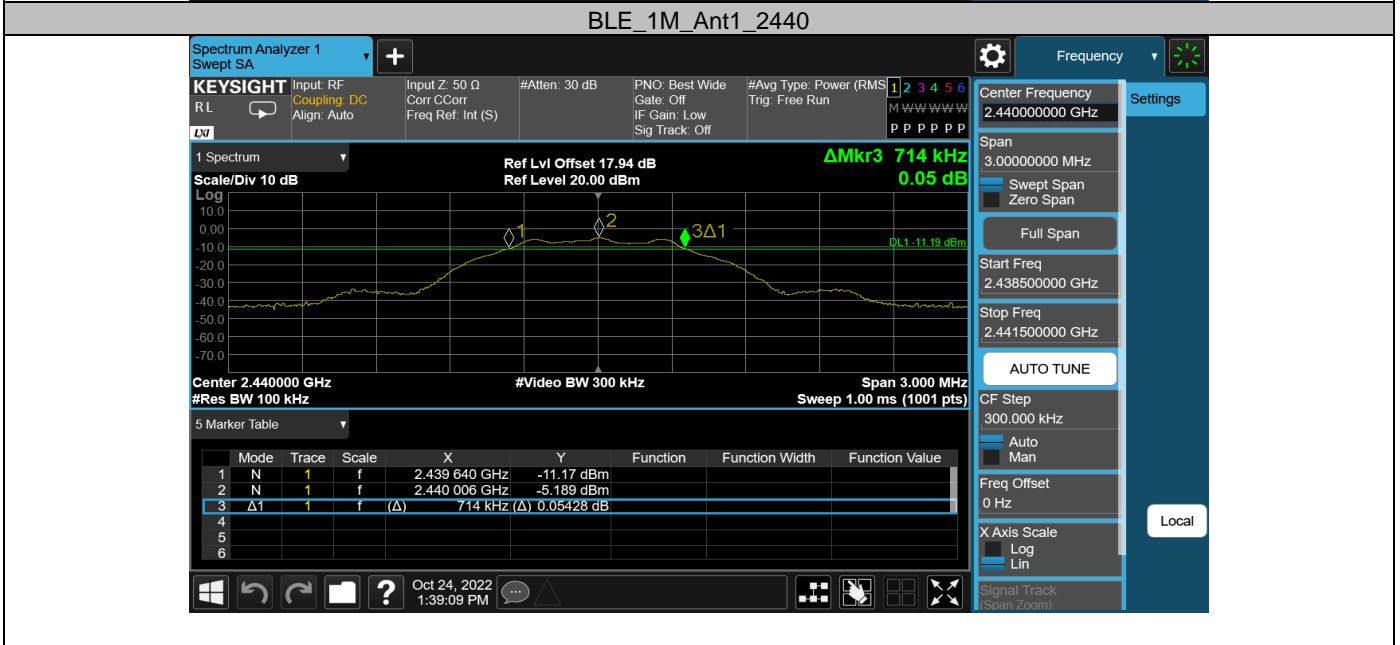 BLE_1M_Ant1_2440
Spectrum Analyzer 1
Swept SA
Frequency
KEYSIGHT
R L
LXI
Input: RF
Coupling: DC
Align: Auto
Input Z: 50 Ω
Corr CCorr
Freq Ref: Int (S)
#Atten: 30 dB
PNO: Best Wide
Gate: Off
IF Gain: Low
Sig Track: Off
#Avg Type: Power (RMS
Trig: Free Run
1 2 3 4 5 6
M W W W W W
P P P P P P
1 Spectrum
Scale/Div 10 dB
Ref Lvl Offset 17.94 dB
Ref Level 20.00 dBm
ΔMkr3 714 kHz
0.05 dB
Log
10.0
0.00
-10.0
-20.0
-30.0
-40.0
-50.0
-60.0
-70.0
1
2
3Δ1
DL1 -11.19 dBm
Center 2.440000 GHz
#Video BW 300 kHz
Span 3.000 MHz
#Res BW 100 kHz
Sweep 1.00 ms (1001 pts)
5 Marker Table
Mode Trace Scale X Y Function Function Width Function Value
1 N 1 f 2.439 640 GHz -11.17 dBm
2 N 1 f 2.440 006 GHz -5.189 dBm
3 Δ1 1 f (Δ) 714 kHz (Δ) 0.05428 dB
4
5
6
Oct 24, 2022
1:39:09 PM
Center Frequency
2.440000000 GHz
Span
3.00000000 MHz
Swept Span
Zero Span
Full Span
Start Freq
2.438500000 GHz
Stop Freq
2.441500000 GHz
AUTO TUNE
CF Step
300.000 kHz
Auto
Man
Freq Offset
0 Hz
X Axis Scale
Log
Lin
Signal Track
(Span Zoom)
Settings
Local